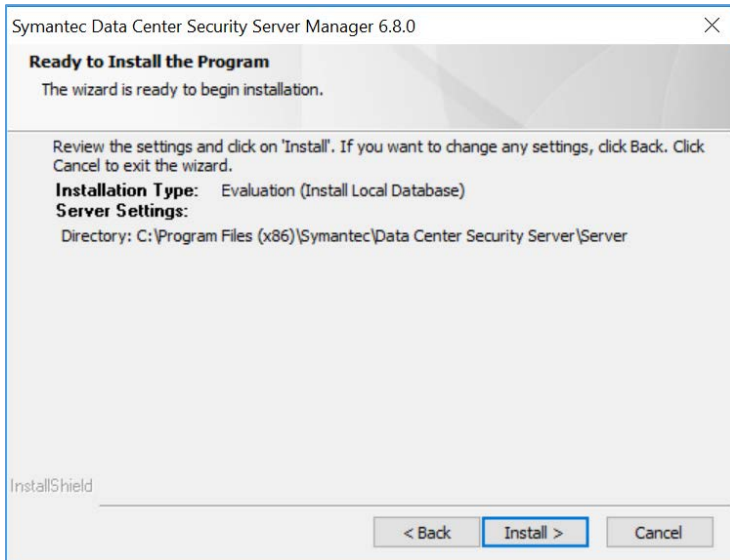 Symantec Data Center Security Server Manager 6.8.0
Ready to Install the Program
The wizard is ready to begin installation.
Review the settings and click on 'Install'. If you want to change any settings, click Back. Click
Cancel to exit the wizard.
Installation Type: Evaluation (Install Local Database)
Server Settings:
Directory: C:\Program Files (x86)\Symantec\Data Center Security Server\Server
InstallShield
< Back Install > Cancel